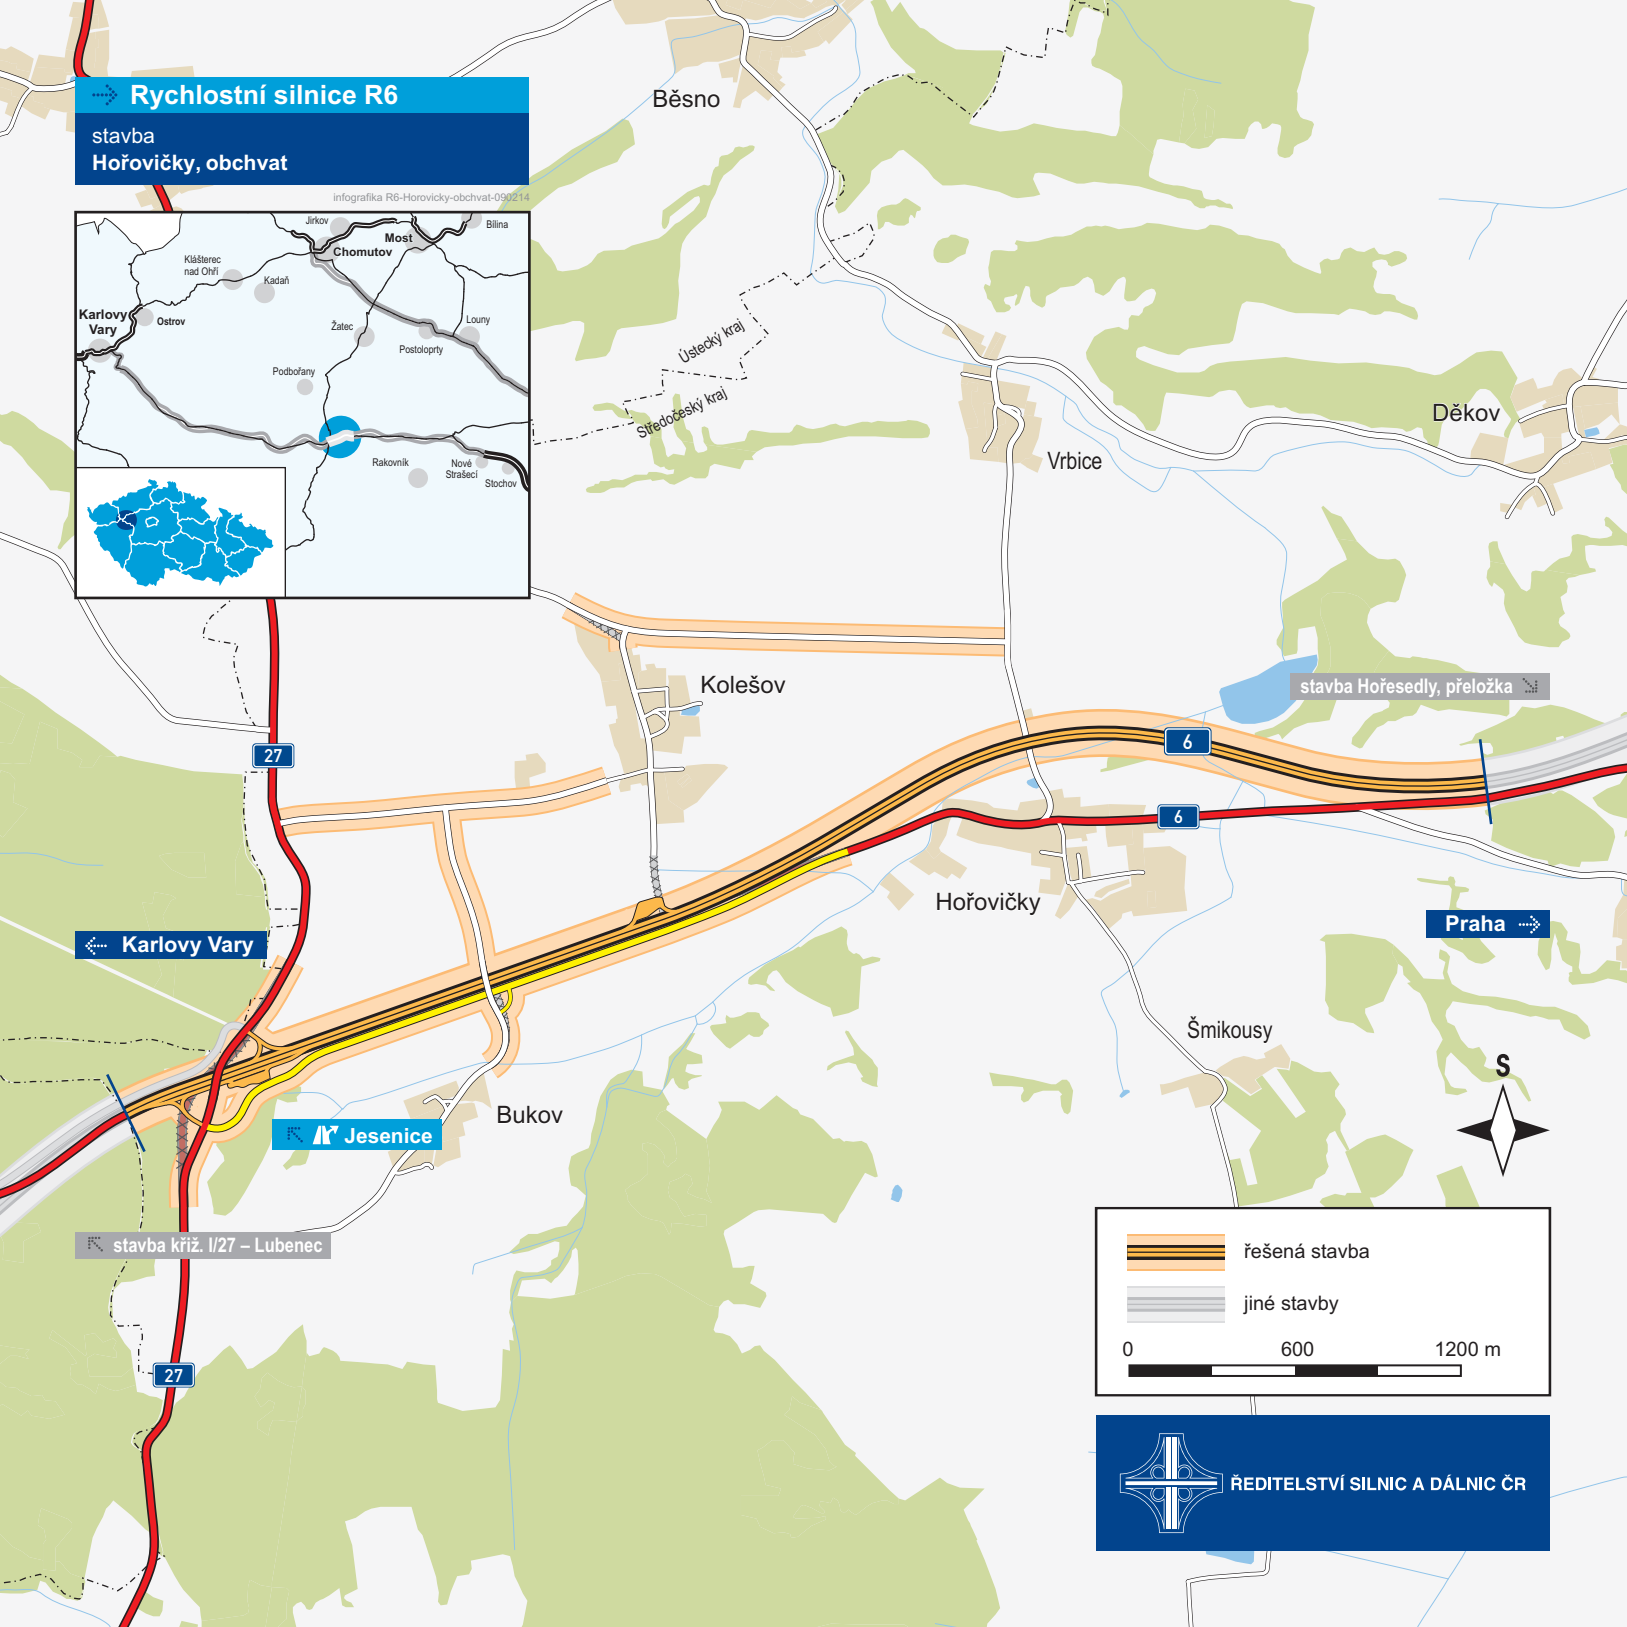 Běsno
Rychlostní silnice R6
stavba
Hořovičky, obchvat
infografika R6-Horovicky-obchvat-090214
Jirkov
Bílina
Most
Chomutov
Klášterec
nad Ohří
Kadaň
Karlovy
Vary
Ostrov
Žatec
Louny
Postoloprty
Podbořany
Rakovník
Nové
Strašecí
Stochov
Ústecký kraj
Středočeský kraj
Děkov
Vrbice
Kolešov
stavba Hořesedly, přeložka
27
6
6
Hořovičky
Praha
Karlovy Vary
Šmikousy
S
Bukov
Jesenice
stavba křiž. I/27 – Lubenec
řešená stavba
jiné stavby
0 600 1200 m
27
ŘEDITELSTVÍ SILNIC A DÁLNIC ČR